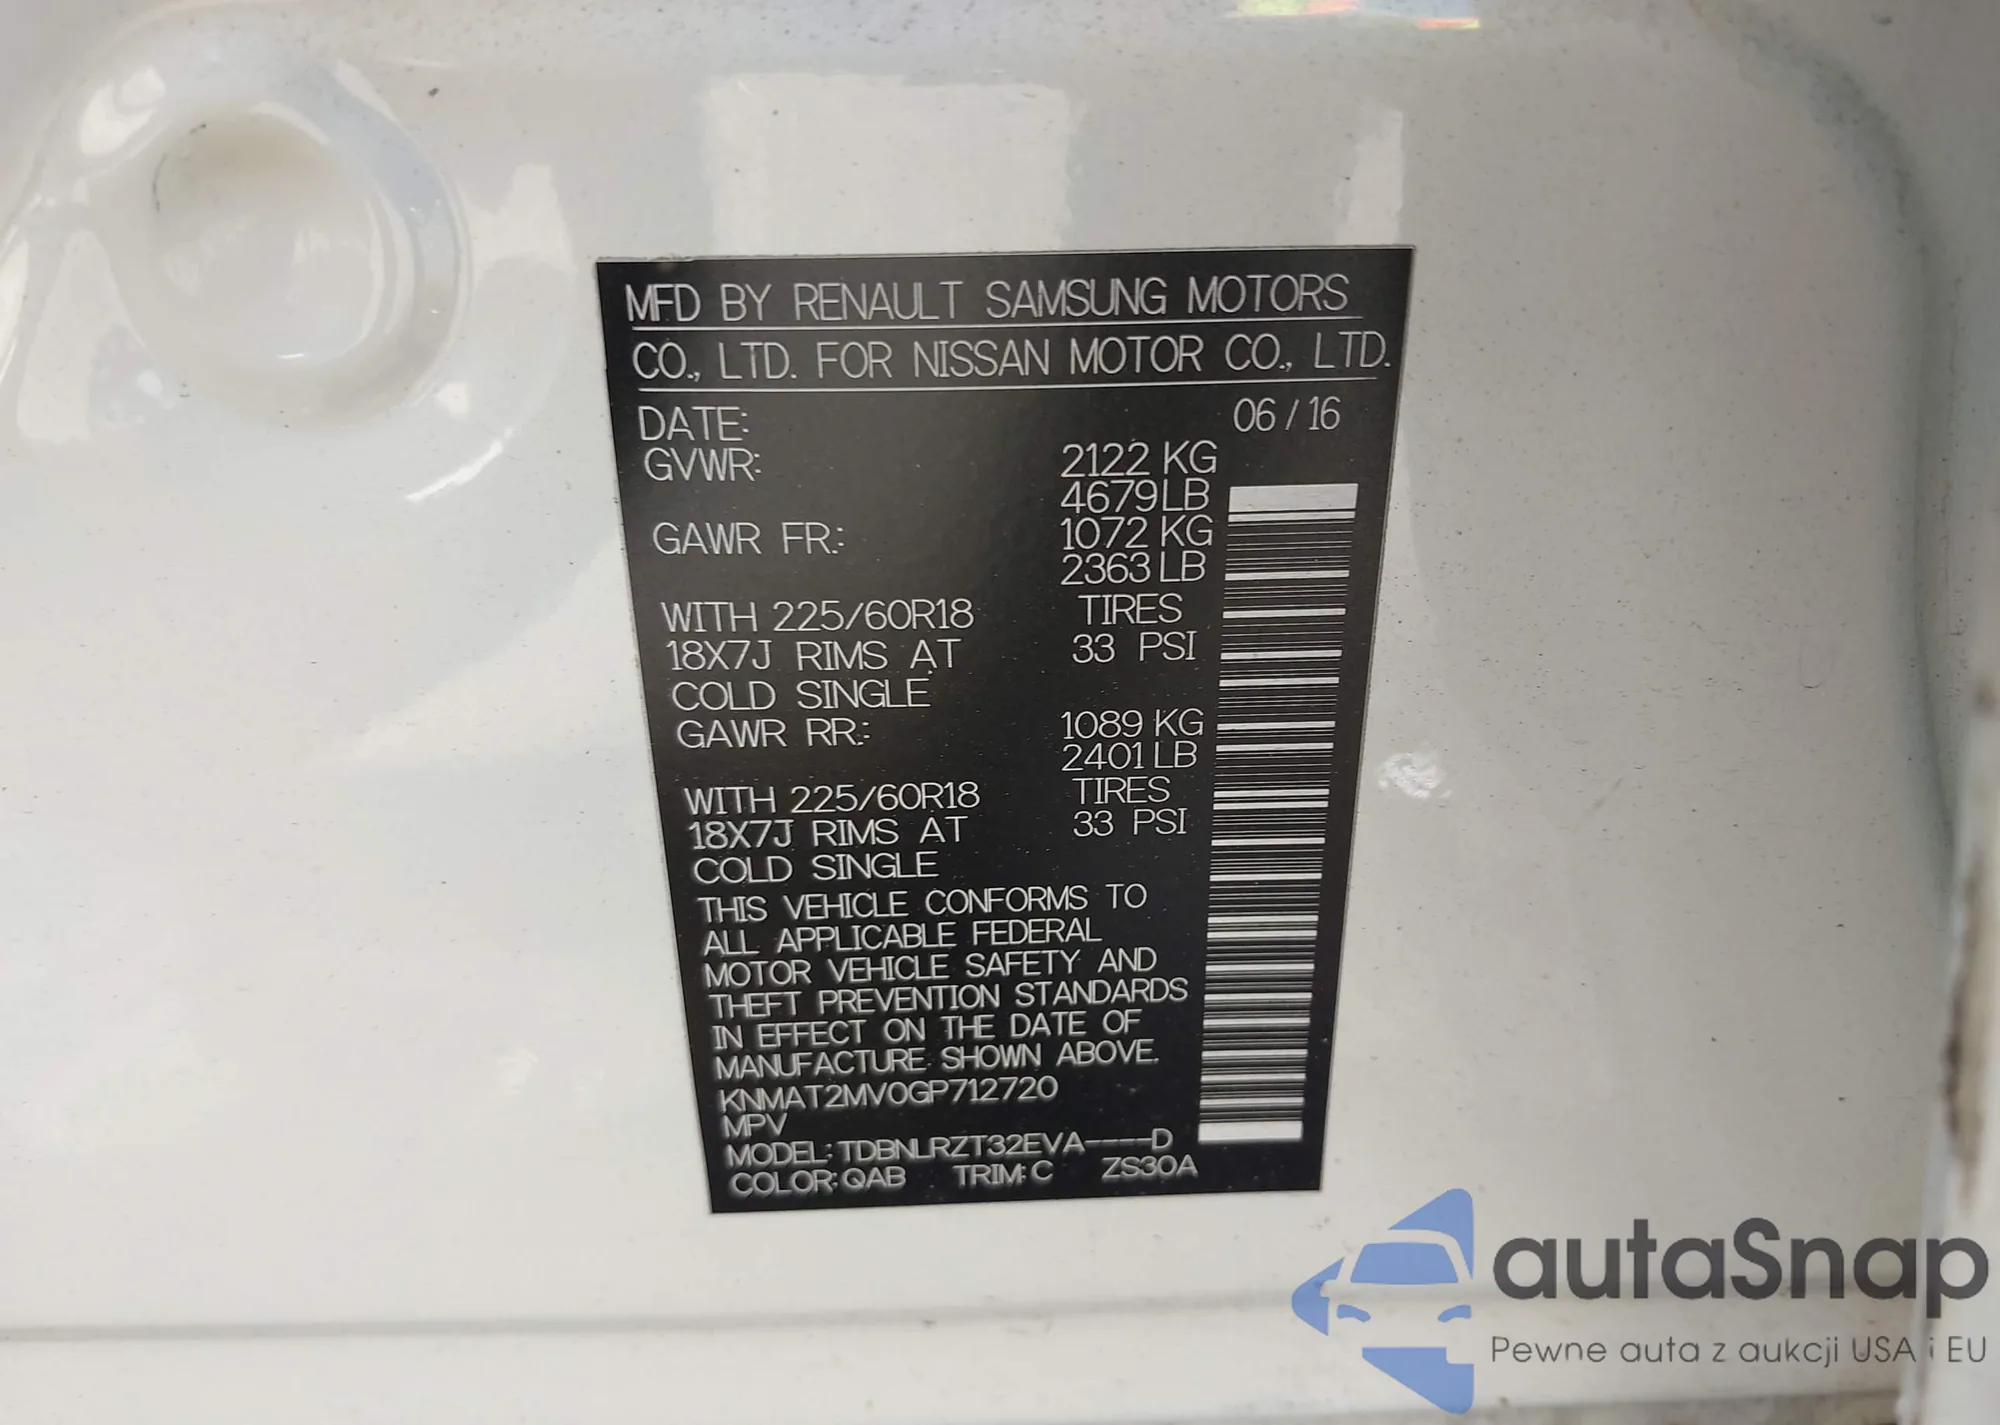 MFD BY RENAULT SAMSUNG MOTORS
CO., LTD. FOR NISSAN MOTOR CO., LTD.
DATE: 06 / 16
GVWR: 2122 KG
4679 LB
GAWR FR.: 1072 KG
2363 LB
WITH 225/60R18 TIRES
18X7J RIMS AT 33 PSI
COLD SINGLE
GAWR RR.: 1089 KG
2401 LB
WITH 225/60R18 TIRES
18X7J RIMS AT 33 PSI
COLD SINGLE
THIS VEHICLE CONFORMS TO
ALL APPLICABLE FEDERAL
MOTOR VEHICLE SAFETY AND
THEFT PREVENTION STANDARDS
IN EFFECT ON THE DATE OF
MANUFACTURE SHOWN ABOVE.
KNMAT2MV0GP712720
MPV
MODEL: TDBNLRZT32EVA----D
COLOR: QAB TRIM: C ZS30A
autaSnap
Pewne auta z aukcji USA i EU